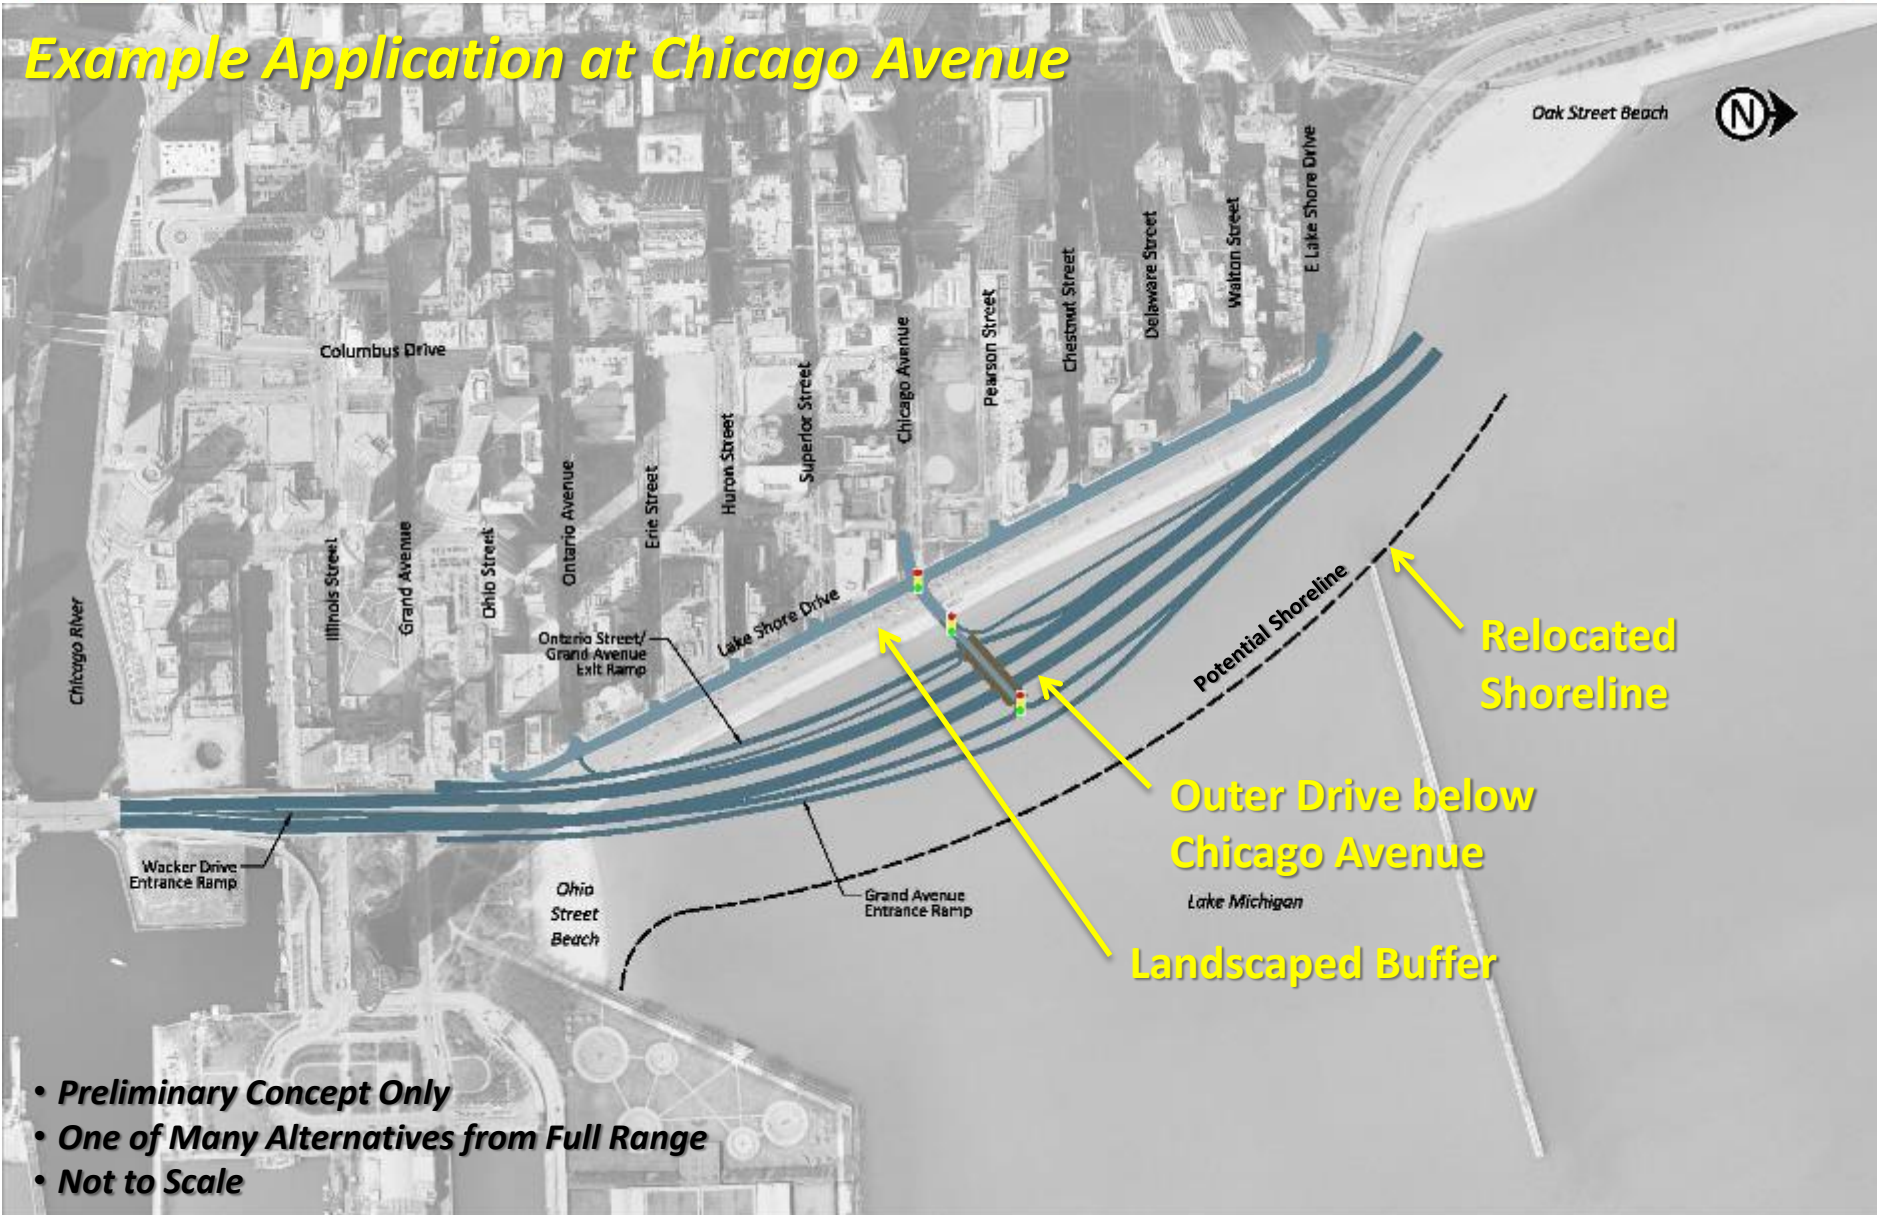 Example Application at Chicago Avenue
Oak Street Beach
N
E Lake Shore Drive
Walton Street
Delaware Street
Chestnut Street
Pearson Street
Chicago Avenue
Superior Street
Huron Street
Erie Street
Ontario Avenue
Ohio Street
Grand Avenue
Illinois Street
Columbus Drive
Chicago River
Lake Shore Drive
Ontario Street/
Grand Avenue
Exit Ramp
Potential Shoreline
Relocated
Shoreline
Outer Drive below
Chicago Avenue
Wacker Drive
Entrance Ramp
Ohio
Street
Beach
Grand Avenue
Entrance Ramp
Lake Michigan
Landscaped Buffer
• Preliminary Concept Only
• One of Many Alternatives from Full Range
• Not to Scale